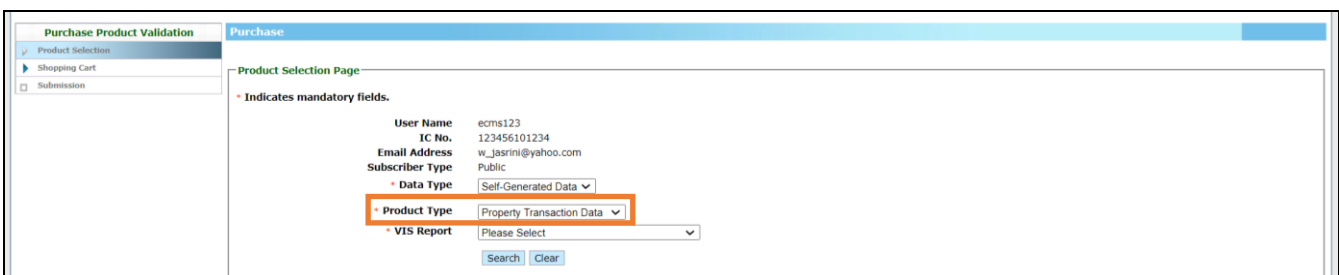 Purchase Product Validation
Product Selection
Shopping Cart
Submission
Purchase
Product Selection Page
* Indicates mandatory fields.
User Name ecms123
IC No. 123456101234
Email Address w_jasrini@yahoo.com
Subscriber Type Public
* Data Type Self-Generated Data
* Product Type Property Transaction Data
* VIS Report Please Select
Search Clear